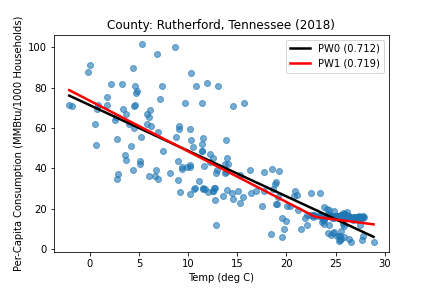 County: Rutherford, Tennessee (2018)
PW0 (0.712)
PW1 (0.719)
Per-Capita Consumption (MMBtu/1000 Households)
100
80
60
40
20
0
0 5 10 15 20 25 30
Temp (deg C)